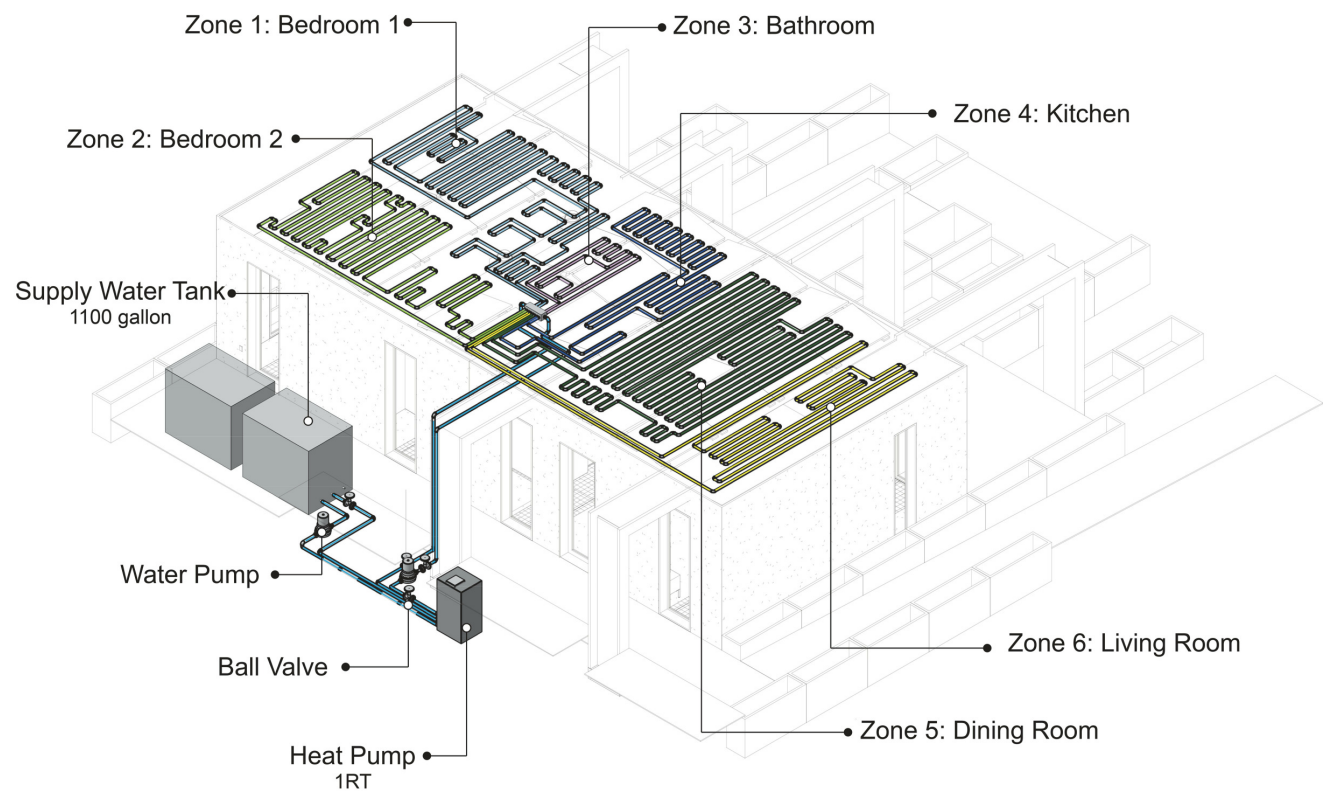 Zone 1: Bedroom 1
Zone 3: Bathroom
Zone 4: Kitchen
Zone 2: Bedroom 2
Supply Water Tank
1100 gallon
Water Pump
Zone 6: Living Room
Ball Valve
Zone 5: Dining Room
Heat Pump
1RT